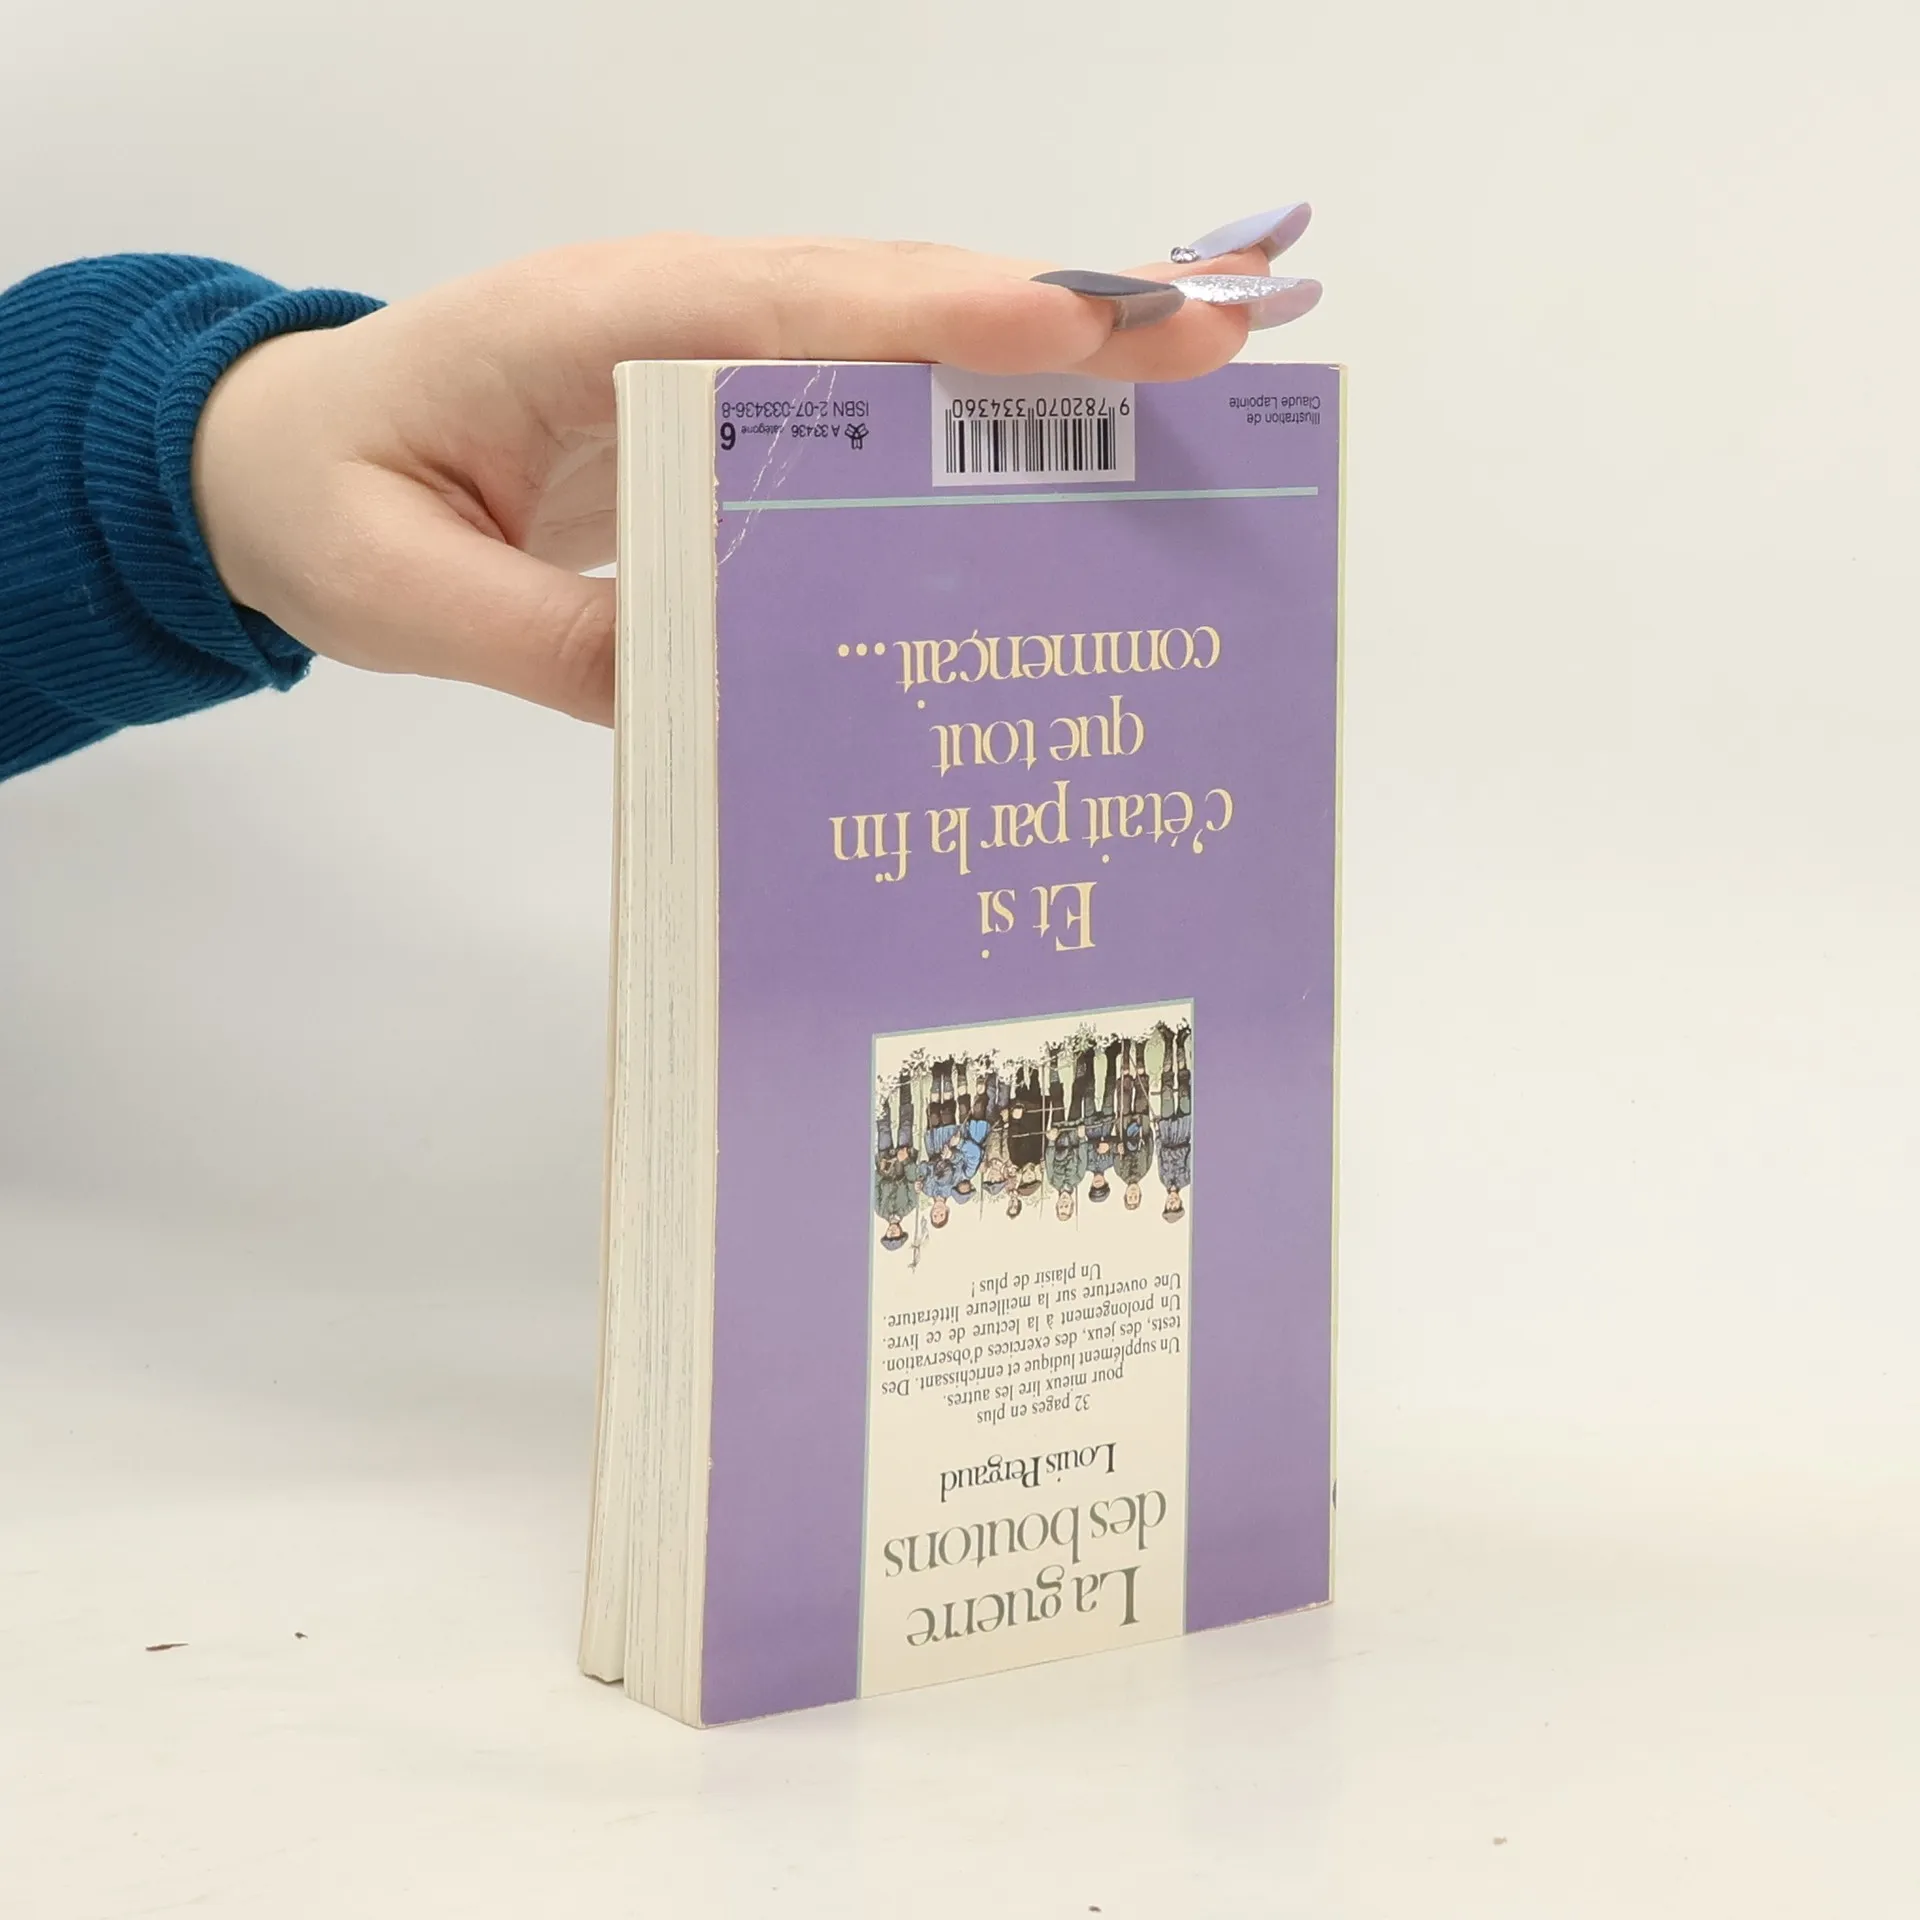 La guerre
des boutons
Louis Pergaud
32 pages en plus
pour mieux lire les autres.
Un supplément ludique et enrichissant. Des
tests, des jeux, des exercices d'observation.
Un prolongement à la lecture de ce livre.
Une ouverture sur la meilleure littérature.
Un plaisir de plus !
Et si
c'était par la fin
que tout
commençait...
Illustration de
Claude Lapointe
9 782070 334360
A 33436 catégorie 6
ISBN 2-07-033436-8